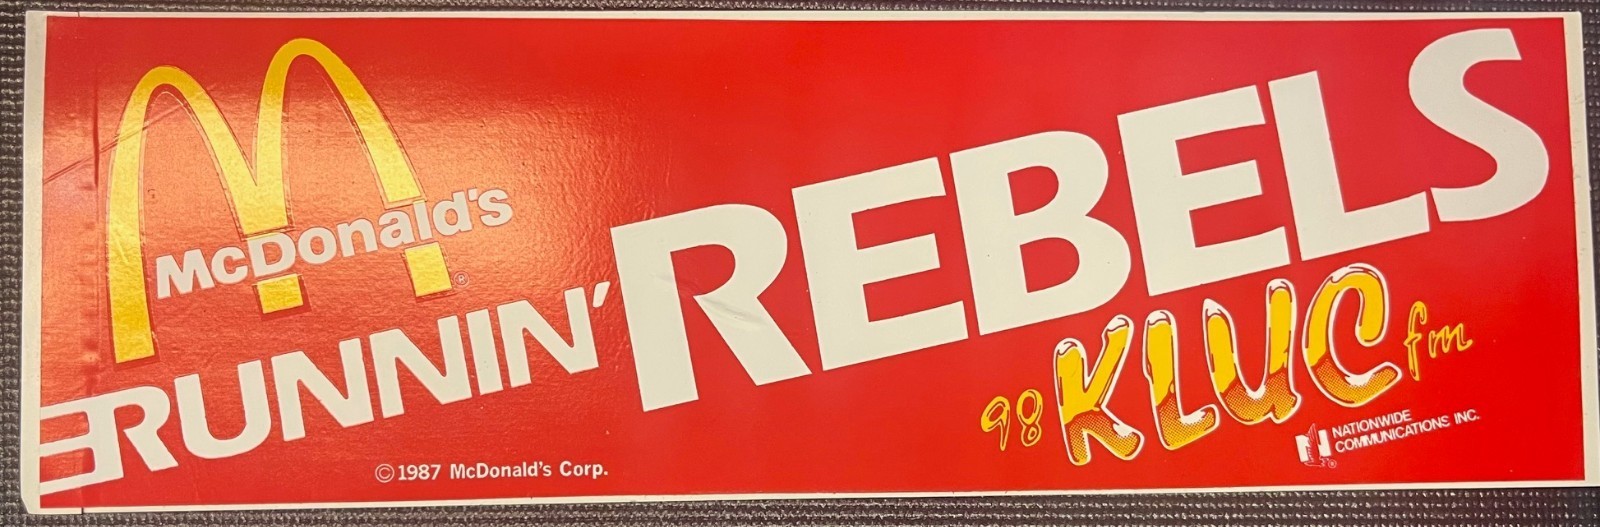 McDonald's ®
RUNNIN' REBELS
98 KLUC fm
©1987 McDonald's Corp.
NATIONWIDE
COMMUNICATIONS INC.